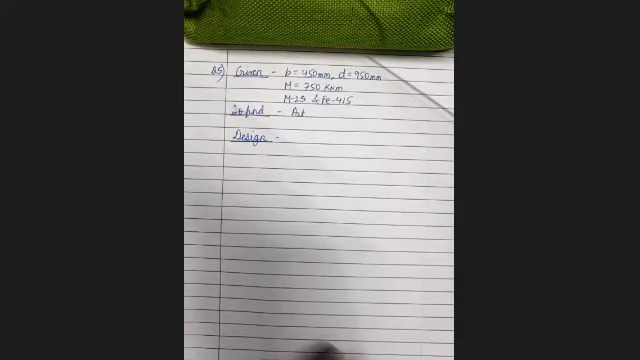 Q5) Given - b = 450mm, d = 950mm
M = 750 KNm
M-25 & Fe-415
To find - Ast
Design -